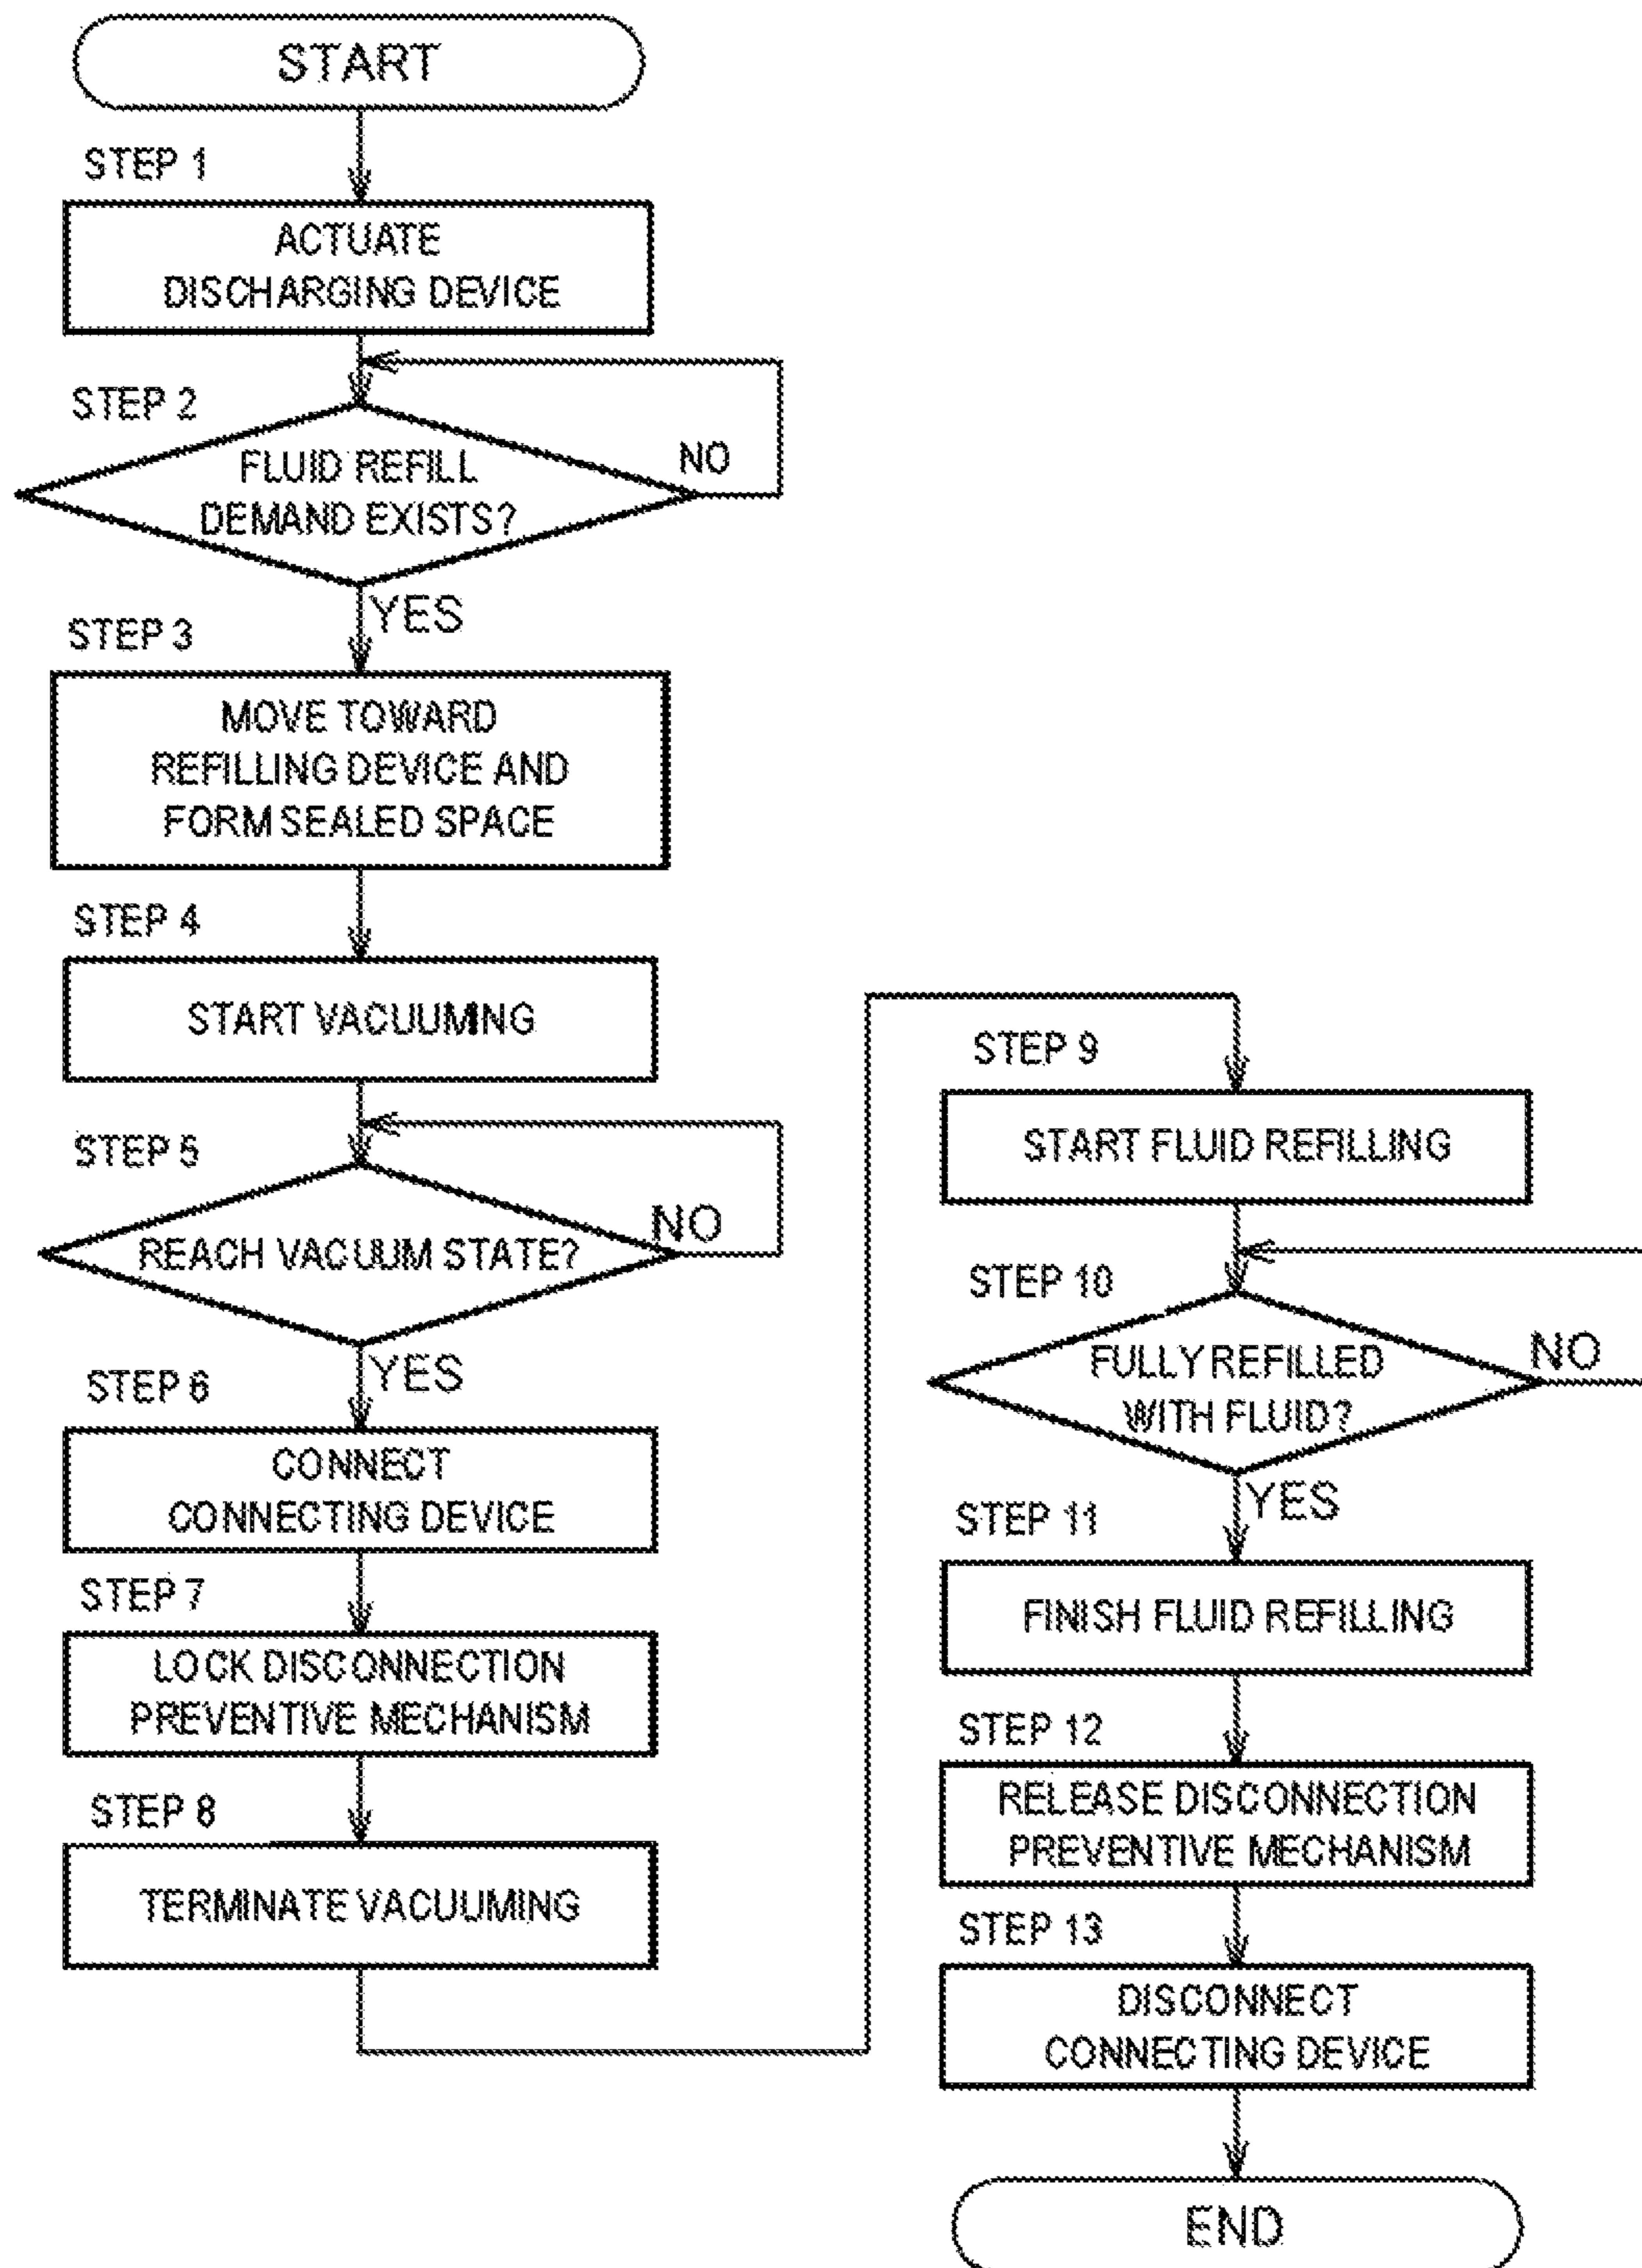 START
STEP 1
ACTUATE
DISCHARGING DEVICE
STEP 2
FLUID REFILL
DEMAND EXISTS?
NO
YES
STEP 3
MOVE TOWARD
REFILLING DEVICE AND
FORM SEALED SPACE
STEP 4
START VACUUMING
STEP 5
REACH VACUUM STATE?
NO
YES
STEP 6
CONNECT
CONNECTING DEVICE
STEP 7
LOCK DISCONNECTION
PREVENTIVE MECHANISM
STEP 8
TERMINATE VACUUMING
STEP 9
START FLUID REFILLING
STEP 10
FULLY REFILLED
WITH FLUID?
NO
YES
STEP 11
FINISH FLUID REFILLING
STEP 12
RELEASE DISCONNECTION
PREVENTIVE MECHANISM
STEP 13
DISCONNECT
CONNECTING DEVICE
END